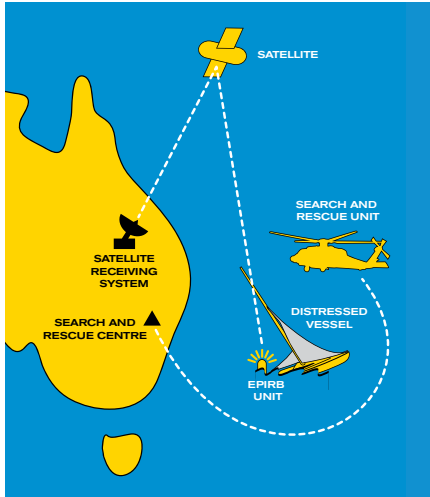 SATELLITE
SEARCH AND
RESCUE UNIT
SATELLITE
RECEIVING
SYSTEM
DISTRESSED
VESSEL
SEARCH AND
RESCUE CENTRE
EPIRB
UNIT